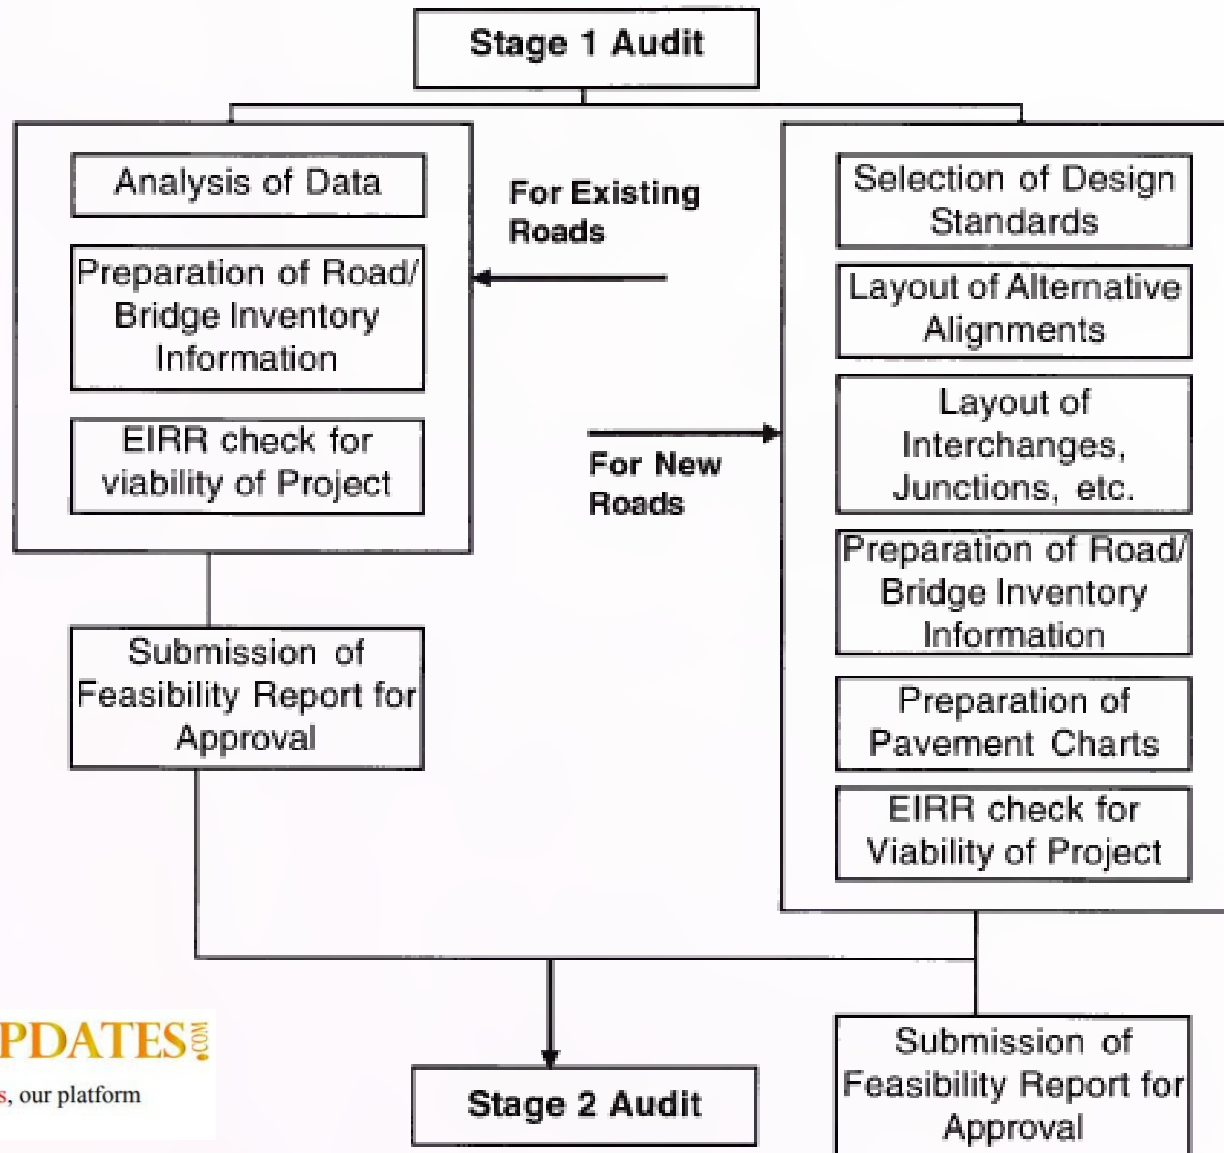 Stage 1 Audit
Analysis of Data
Preparation of Road/
Bridge Inventory
Information
EIRR check for
viability of Project
For Existing
Roads
For New
Roads
Selection of Design
Standards
Layout of Alternative
Alignments
Layout of
Interchanges,
Junctions, etc.
Preparation of Road/
Bridge Inventory
Information
Preparation of
Pavement Charts
EIRR check for
Viability of Project
Submission of
Feasibility Report for
Approval
Stage 2 Audit
Submission of
Feasibility Report for
Approval
PDATES.COM
s, our platform